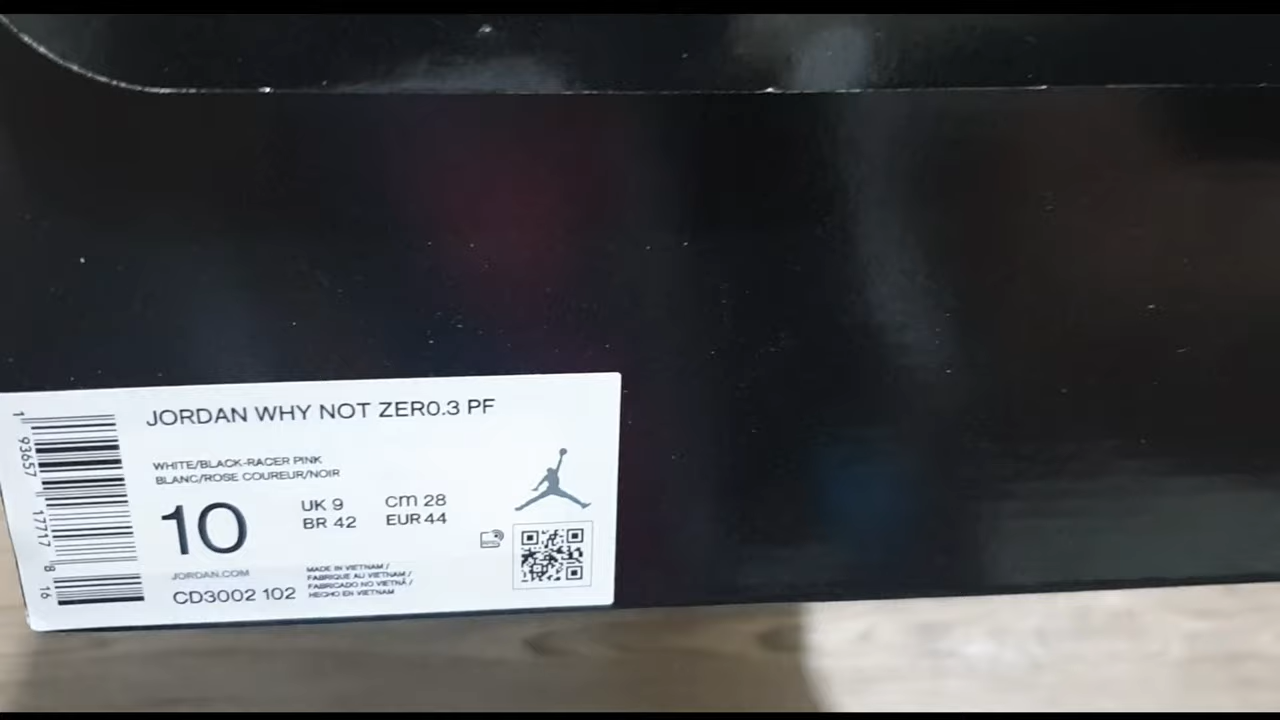 JORDAN WHY NOT ZER0.3 PF
WHITE/BLACK-RACER PINK
BLANC/ROSE COUREUR/NOIR
10
UK 9
CM 28
BR 42
EUR 44
JORDAN.COM
CD3002 102
MADE IN VIETNAM /
FABRIQUE AU VIETNAM /
FABRICADO NO VIETNÃ /
HECHO EN VIETNAM
1 93657 17717 8 16